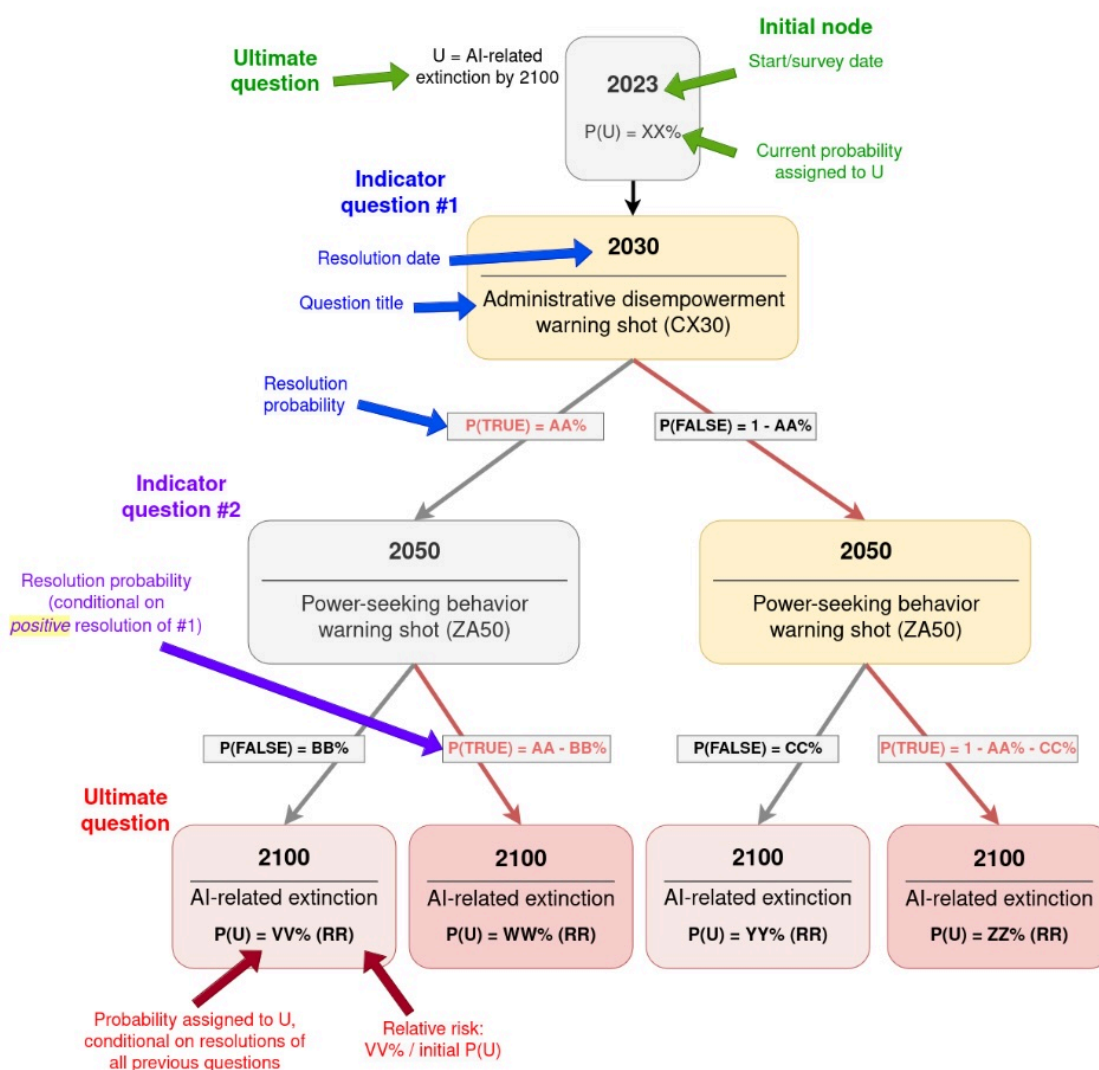 Ultimate
question
U = AI-related
extinction by 2100
Initial node
Start/survey date
2023
P(U) = XX%
Current probability
assigned to U
Indicator
question #1
Resolution date
Question title
2030
Administrative disempowerment
warning shot (CX30)
Resolution
probability
P(TRUE) = AA%
P(FALSE) = 1 - AA%
Indicator
question #2
Resolution probability
(conditional on
positive resolution of #1)
2050
Power-seeking behavior
warning shot (ZA50)
2050
Power-seeking behavior
warning shot (ZA50)
P(FALSE) = BB%
P(TRUE) = AA - BB%
P(FALSE) = CC%
P(TRUE) = 1 - AA% - CC%
Ultimate
question
2100
AI-related extinction
P(U) = VV% (RR)
2100
AI-related extinction
P(U) = WW% (RR)
2100
AI-related extinction
P(U) = YY% (RR)
2100
AI-related extinction
P(U) = ZZ% (RR)
Probability assigned to U,
conditional on resolutions of
all previous questions
Relative risk:
VV% / initial P(U)